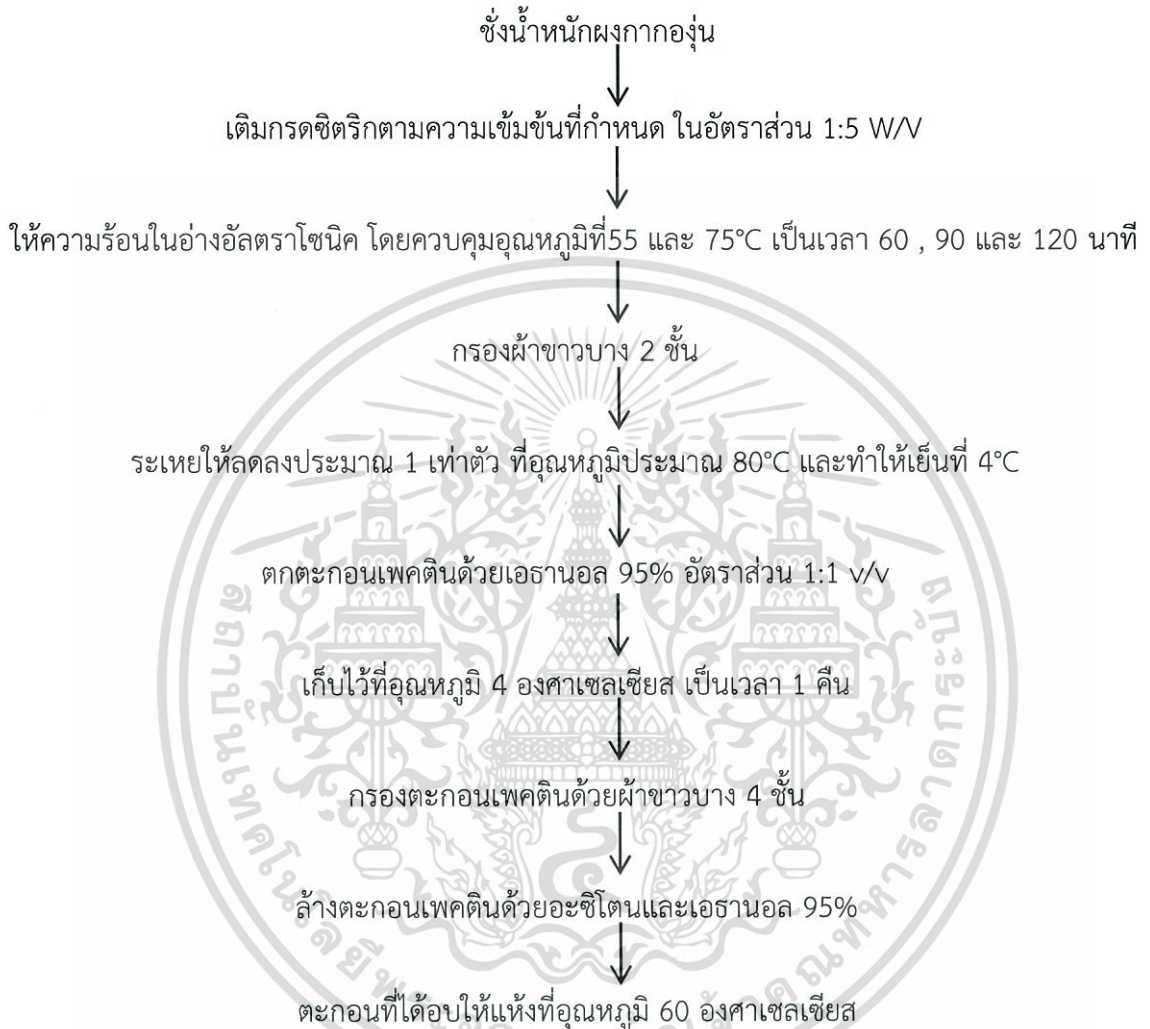 ชั่งน้ำหนักผงกากองุ่น
เติมกรดซิตริกตามความเข้มข้นที่กำหนด ในอัตราส่วน 1:5 W/V
ให้ความร้อนในอ่างอัลตราโซนิค โดยควบคุมอุณหภูมิที่55 และ 75°C เป็นเวลา 60 , 90 และ 120 นาที
กรองผ้าขาวบาง 2 ชั้น
ระเหยให้ลดลงประมาณ 1 เท่าตัว ที่อุณหภูมิประมาณ 80°C และทำให้เย็นที่ 4°C
ตกตะกอนเพคตินด้วยเอธานอล 95% อัตราส่วน 1:1 v/v
เก็บไว้ที่อุณหภูมิ 4 องศาเซลเซียส เป็นเวลา 1 คืน
กรองตะกอนเพคตินด้วยผ้าขาวบาง 4 ชั้น
ล้างตะกอนเพคตินด้วยอะซิโตนและเอธานอล 95%
ตะกอนที่ได้อบให้แห้งที่อุณหภูมิ 60 องศาเซลเซียส